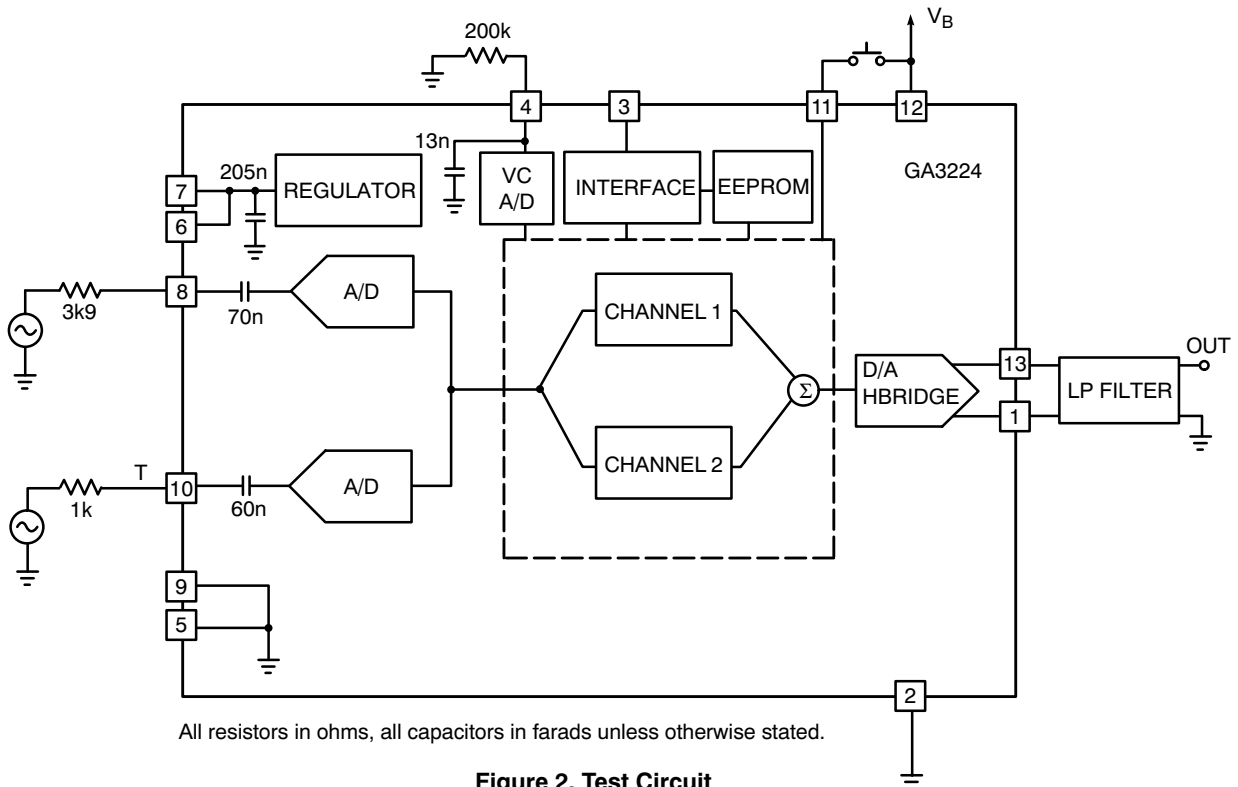 200k
VB
4
3
11
12
13n
205n
REGULATOR
VC
A/D
INTERFACE
EEPROM
GA3224
7
6
8
3k9
70n
A/D
CHANNEL 1
Σ
D/A
HBRIDGE
13
1
LP FILTER
OUT
CHANNEL 2
T
10
1k
60n
A/D
9
5
2
All resistors in ohms, all capacitors in farads unless otherwise stated.
Figure 2. Test Circuit